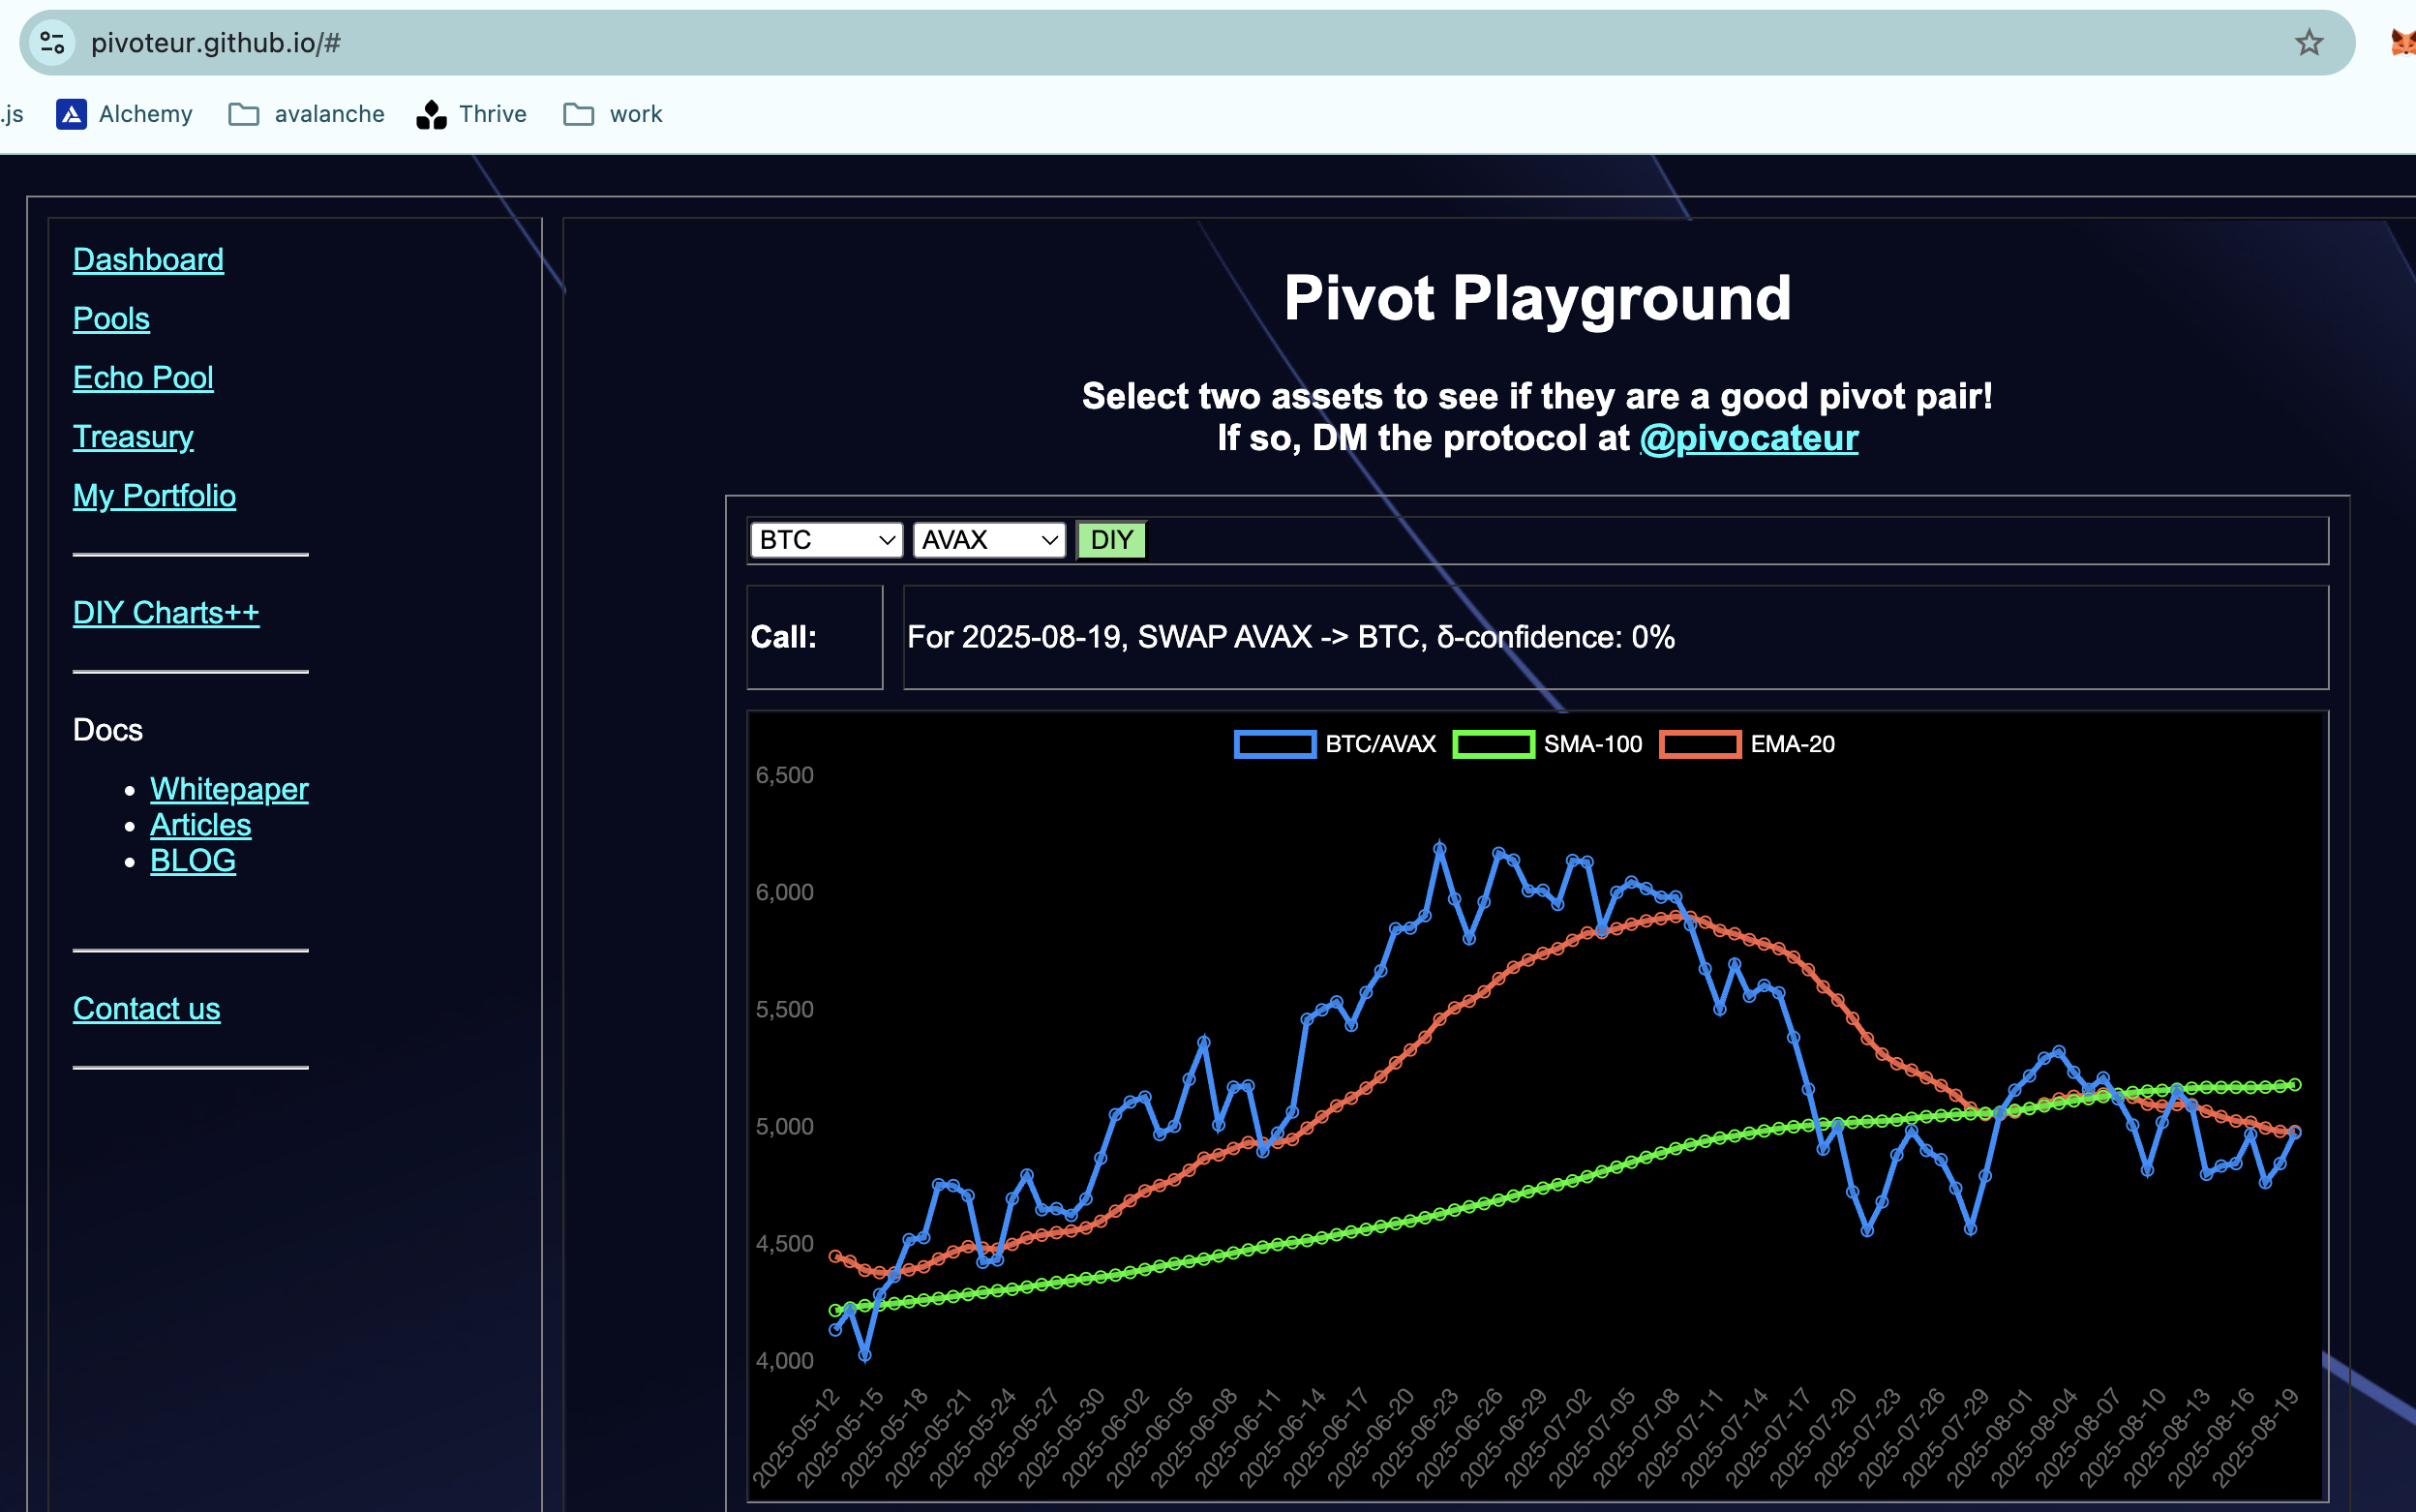 pivoteur.github.io/#
.js
Alchemy
avalanche
Thrive
work
Dashboard
Pools
Echo Pool
Treasury
My Portfolio
DIY Charts++
Docs
Whitepaper
Articles
BLOG
Contact us
Pivot Playground
Select two assets to see if they are a good pivot pair!
If so, DM the protocol at @pivocateur
BTC AVAX DIY
Call: For 2025-08-19, SWAP AVAX -> BTC, δ-confidence: 0%
BTC/AVAX SMA-100 EMA-20
6,500
6,000
5,500
5,000
4,500
4,000
2025-05-12
2025-05-15
2025-05-18
2025-05-21
2025-05-24
2025-05-27
2025-05-30
2025-06-02
2025-06-05
2025-06-08
2025-06-11
2025-06-14
2025-06-17
2025-06-20
2025-06-23
2025-06-26
2025-06-29
2025-07-02
2025-07-05
2025-07-08
2025-07-11
2025-07-14
2025-07-17
2025-07-20
2025-07-23
2025-07-26
2025-07-29
2025-08-01
2025-08-04
2025-08-07
2025-08-10
2025-08-13
2025-08-16
2025-08-19